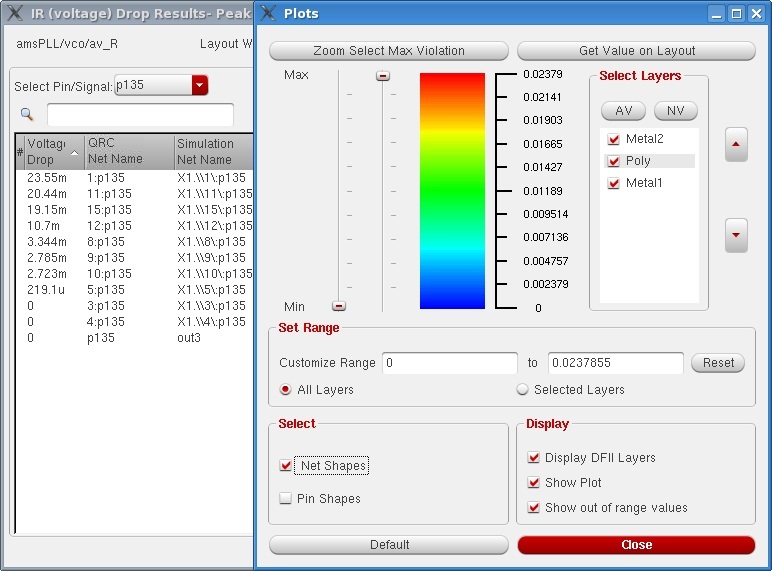 IR (voltage) Drop Results- Peak
amsPLL/vco/av_R Layout W
Select Pin/Signal: p135
# Voltag Drop QRC Net Name Simulation Net Name
23.55m 1:p135 X1.\\1\:p135
20.44m 11:p135 X1.\\11\:p135
19.15m 15:p135 X1.\\15\:p135
10.7m 12:p135 X1.\\12\:p135
3.344m 8:p135 X1.\\8\:p135
2.785m 9:p135 X1.\\9\:p135
2.723m 10:p135 X1.\\10\:p135
219.1u 5:p135 X1.\\5\:p135
0 3:p135 X1.\\3\:p135
0 4:p135 X1.\\4\:p135
0 p135 out3
Plots
Zoom Select Max Violation Get Value on Layout
Max
Min
0.02379
0.02141
0.01903
0.01665
0.01427
0.01189
0.009514
0.007136
0.004757
0.002379
0
Select Layers
AV NV
Metal2
Poly
Metal1
Set Range
Customize Range 0 to 0.0237855 Reset
All Layers Selected Layers
Select
Net Shapes
Pin Shapes
Display
Display DFII Layers
Show Plot
Show out of range values
Default Close